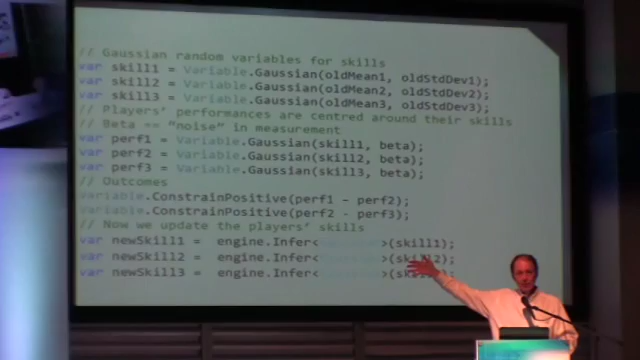 // Gaussian random variables for skills
var skill1 = Variable.Gaussian(oldMean1, oldStdDev1);
var skill2 = Variable.Gaussian(oldMean2, oldStdDev2);
var skill3 = Variable.Gaussian(oldMean3, oldStdDev3);
// Players' performances are centred around their skills
// Beta == "noise" in measurement
var perf1 = Variable.Gaussian(skill1, beta);
var perf2 = Variable.Gaussian(skill2, beta);
var perf3 = Variable.Gaussian(skill3, beta);
// Outcomes
Variable.ConstrainPositive(perf1 - perf2);
Variable.ConstrainPositive(perf2 - perf3);
// Now we update the players' skills
var newSkill1 = engine.Infer< >(skill1);
var newSkill2 = engine.Infer< >(skill2);
var newSkill3 = engine.Infer< >